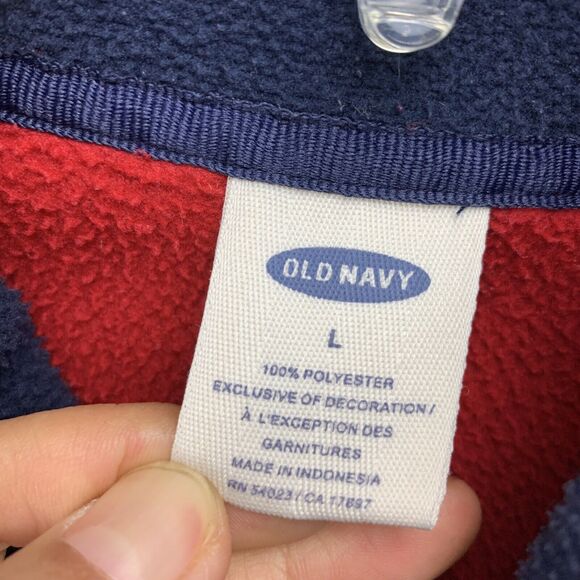 OLD NAVY
L
100% POLYESTER
EXCLUSIVE OF DECORATION /
À L'EXCEPTION DES
GARNITURES
MADE IN INDONESIA
RN 54023 / CA 17897